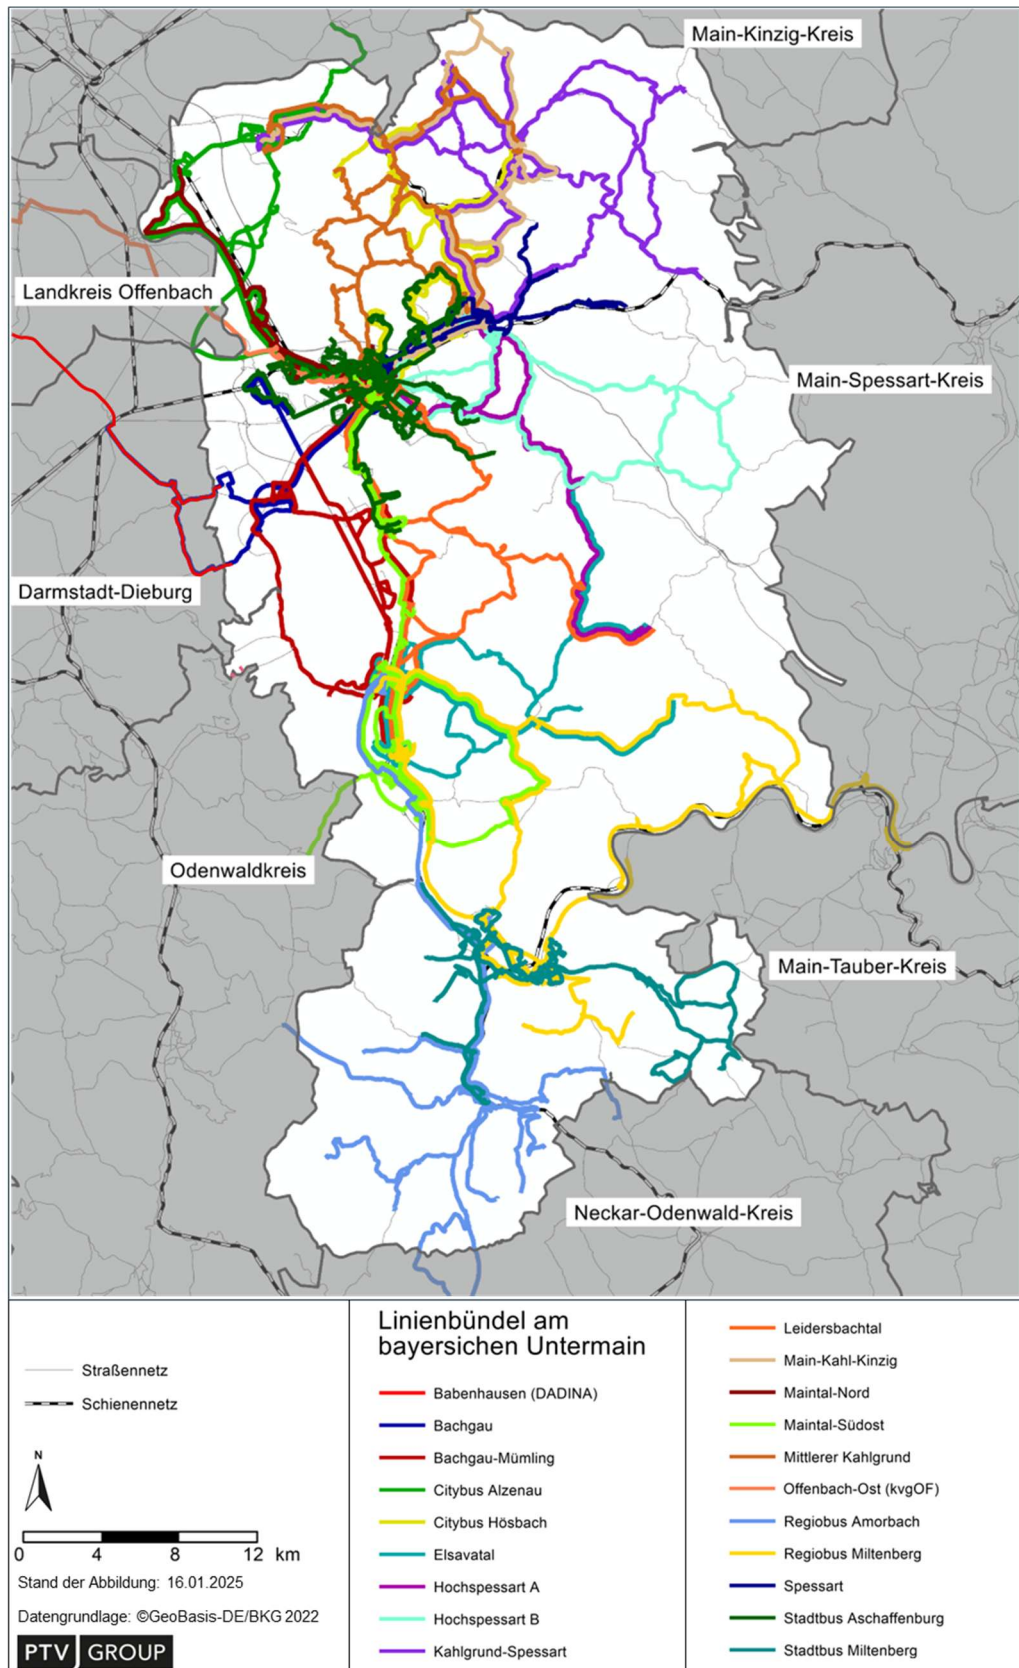 Main-Kinzig-Kreis
Landkreis Offenbach
Main-Spessart-Kreis
Darmstadt-Dieburg
Odenwaldkreis
Main-Tauber-Kreis
Neckar-Odenwald-Kreis
Straßennetz
Schienennetz
N
0 4 8 12 km
Stand der Abbildung: 16.01.2025
Datengrundlage: ©GeoBasis-DE/BKG 2022
PTV GROUP
Linienbündel am
bayersichen Untermain
Babenhausen (DADINA)
Bachgau
Bachgau-Mümling
Citybus Alzenau
Citybus Hösbach
Elsavatal
Hochspessart A
Hochspessart B
Kahlgrund-Spessart
Leidersbachtal
Main-Kahl-Kinzig
Maintal-Nord
Maintal-Südost
Mittlerer Kahlgrund
Offenbach-Ost (kvgOF)
Regiobus Amorbach
Regiobus Miltenberg
Spessart
Stadtbus Aschaffenburg
Stadtbus Miltenberg